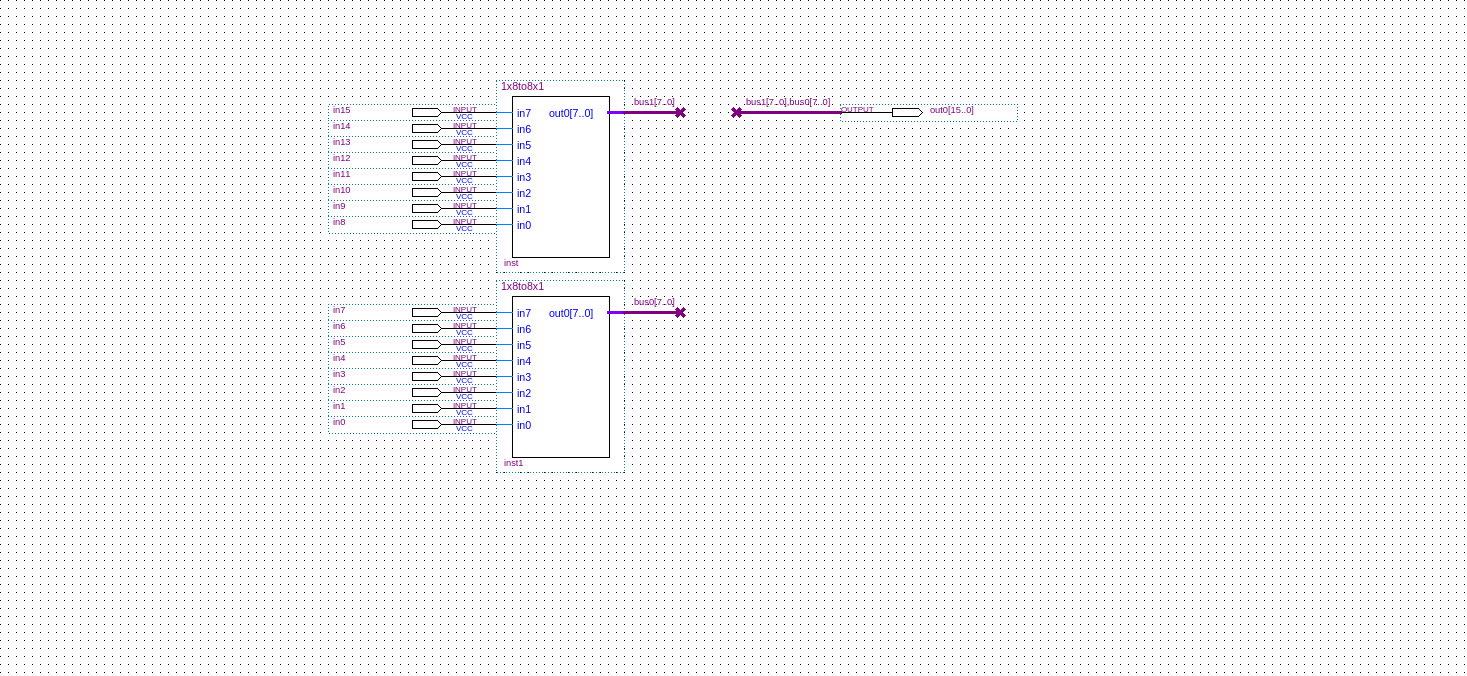 1x8to8x1
bus1[7..0]
bus1[7..0],bus0[7..0]
in15 INPUT VCC in7 out0[7..0]
OUTPUT out0[15..0]
in14 INPUT VCC in6
in13 INPUT VCC in5
in12 INPUT VCC in4
in11 INPUT VCC in3
in10 INPUT VCC in2
in9 INPUT VCC in1
in8 INPUT VCC in0
inst
1x8to8x1
bus0[7..0]
in7 INPUT VCC in7 out0[7..0]
in6 INPUT VCC in6
in5 INPUT VCC in5
in4 INPUT VCC in4
in3 INPUT VCC in3
in2 INPUT VCC in2
in1 INPUT VCC in1
in0 INPUT VCC in0
inst1